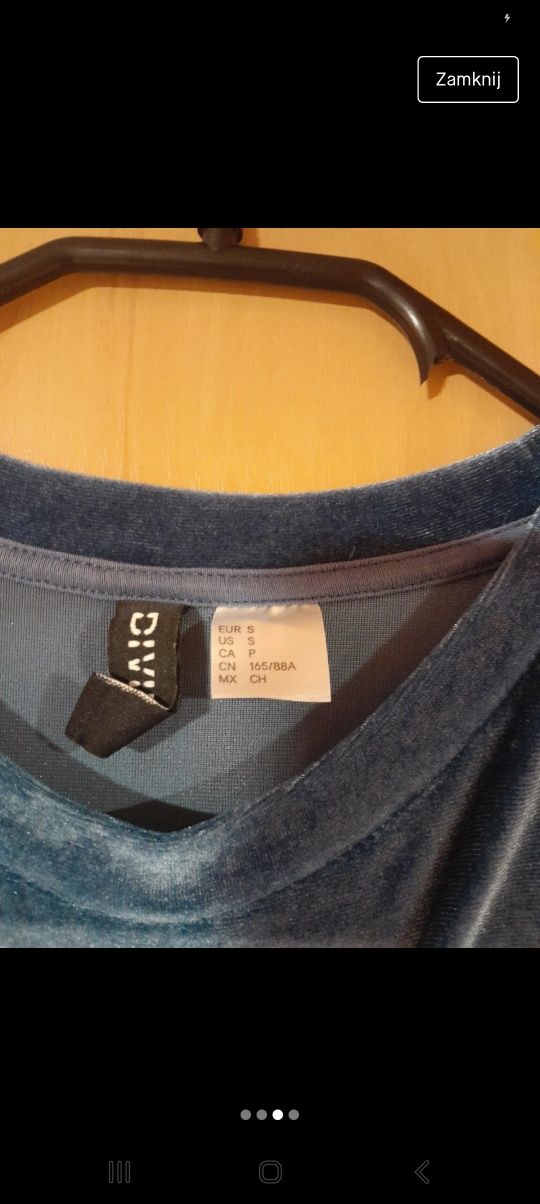 Zamknij
EUR S
US S
CA P
CN 165/88A
MX CH